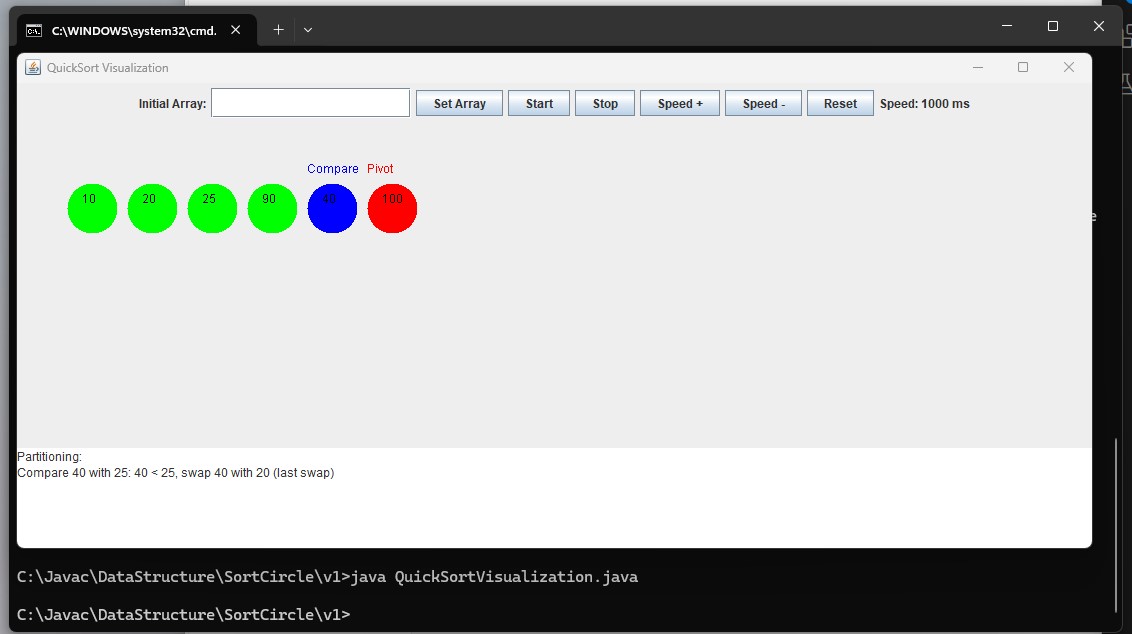 C:\WINDOWS\system32\cmd.
QuickSort Visualization
Initial Array: Set Array Start Stop Speed + Speed - Reset Speed: 1000 ms
Compare Pivot
10 20 25 90 40 100
Partitioning:
Compare 40 with 25: 40 < 25, swap 40 with 20 (last swap)
C:\Javac\DataStructure\SortCircle\v1>java QuickSortVisualization.java
C:\Javac\DataStructure\SortCircle\v1>